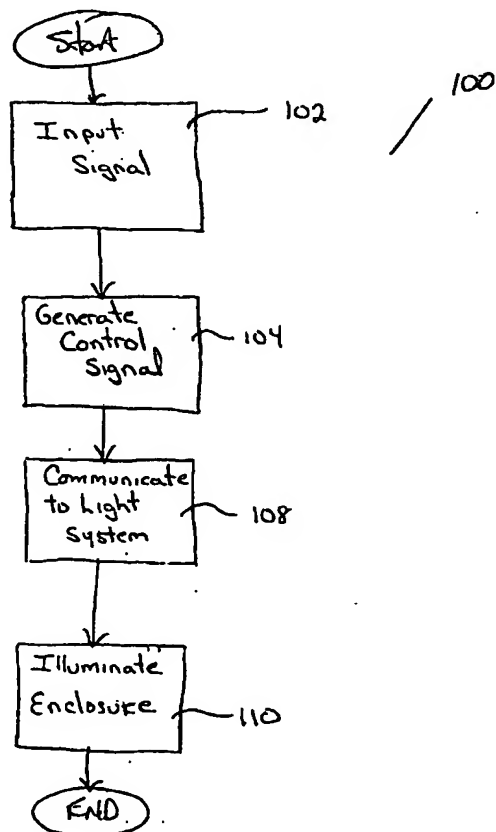 Start
100
Input
Signal
102
Generate
Control
Signal
104
Communicate
to Light
System
108
Illuminate
Enclosure
110
END